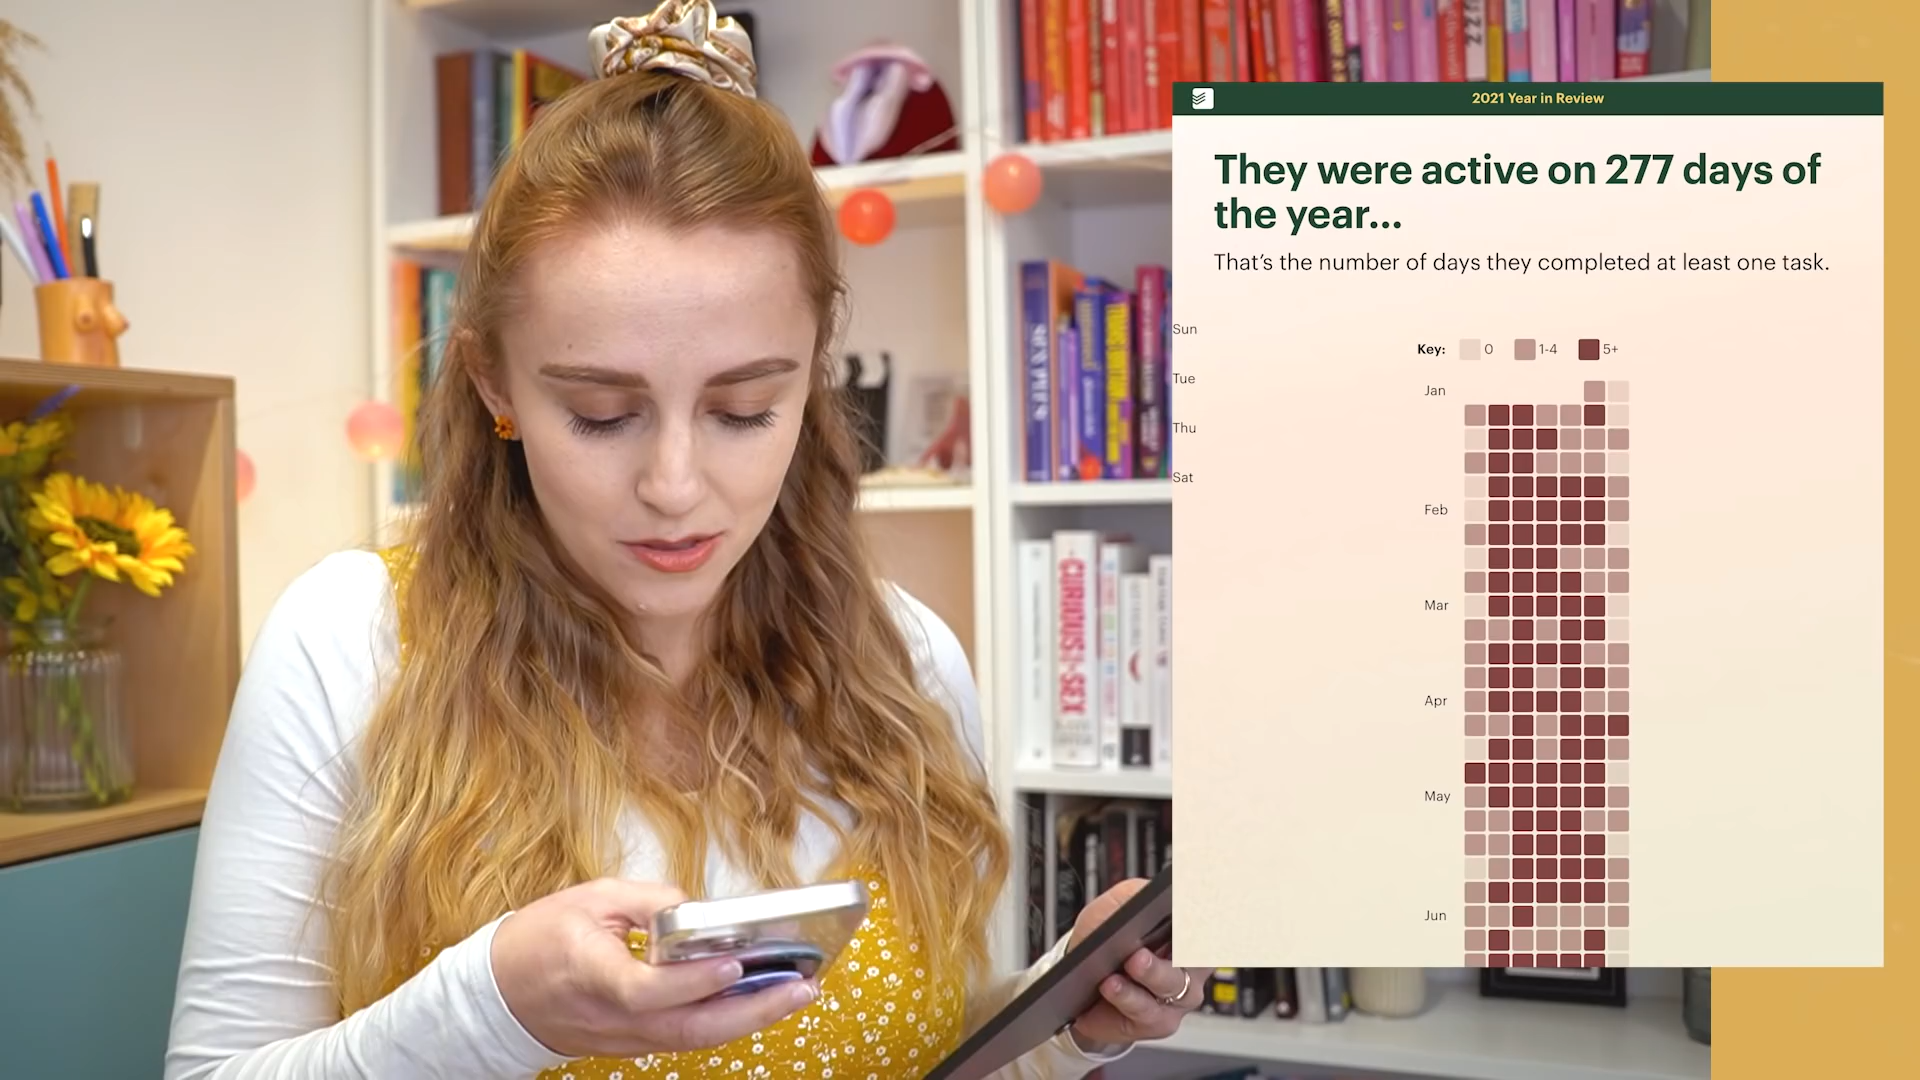 2021 Year in Review
They were active on 277 days of
the year...
That's the number of days they completed at least one task.
Sun
Tue
Thu
Sat
Key: 0 1-4 5+
Jan
Feb
Mar
Apr
May
Jun
CURIOUS?-SEX